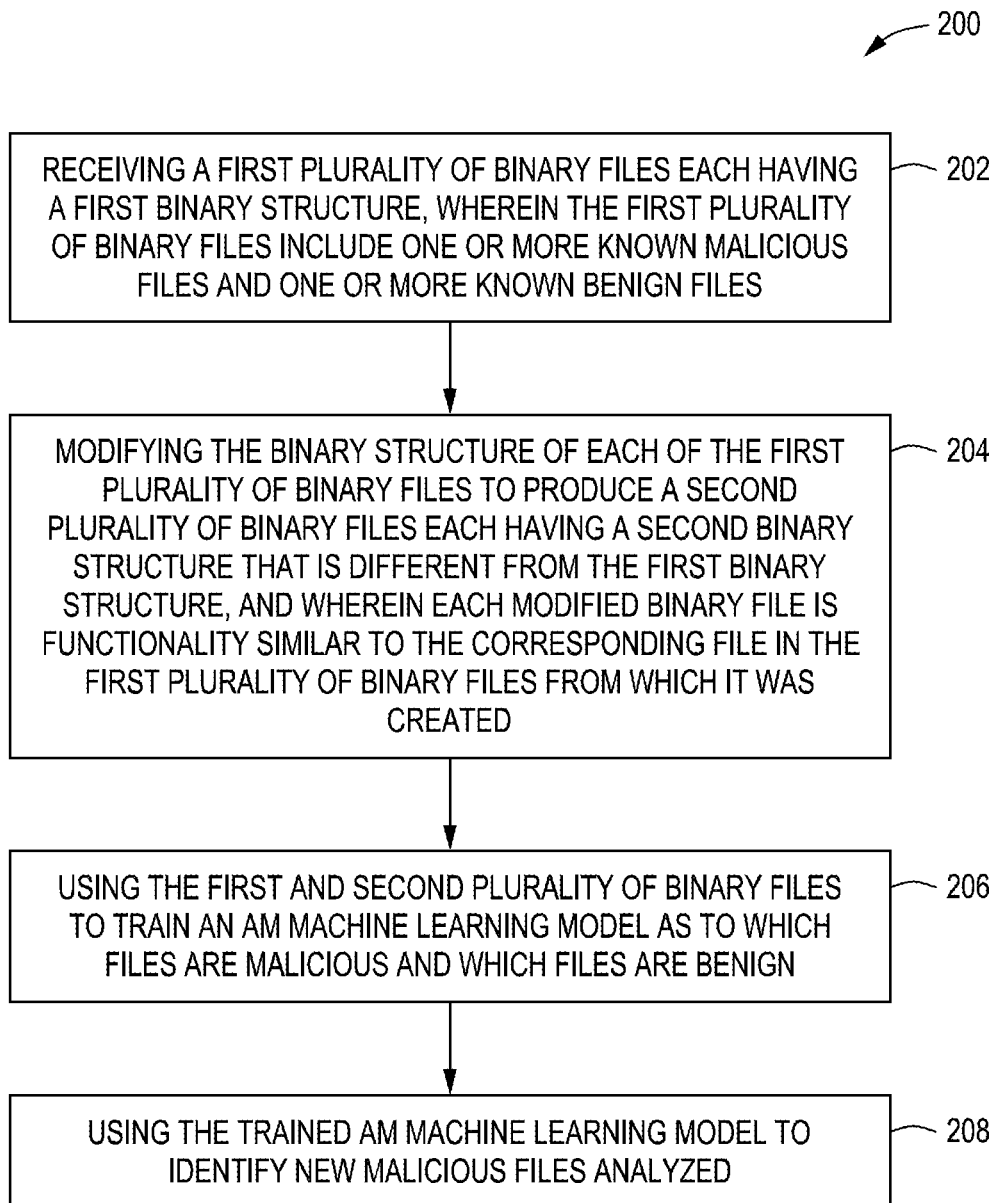 200
RECEIVING A FIRST PLURALITY OF BINARY FILES EACH HAVING
A FIRST BINARY STRUCTURE, WHEREIN THE FIRST PLURALITY
OF BINARY FILES INCLUDE ONE OR MORE KNOWN MALICIOUS
FILES AND ONE OR MORE KNOWN BENIGN FILES
202
MODIFYING THE BINARY STRUCTURE OF EACH OF THE FIRST
PLURALITY OF BINARY FILES TO PRODUCE A SECOND
PLURALITY OF BINARY FILES EACH HAVING A SECOND BINARY
STRUCTURE THAT IS DIFFERENT FROM THE FIRST BINARY
STRUCTURE, AND WHEREIN EACH MODIFIED BINARY FILE IS
FUNCTIONALITY SIMILAR TO THE CORRESPONDING FILE IN THE
FIRST PLURALITY OF BINARY FILES FROM WHICH IT WAS
CREATED
204
USING THE FIRST AND SECOND PLURALITY OF BINARY FILES
TO TRAIN AN AM MACHINE LEARNING MODEL AS TO WHICH
FILES ARE MALICIOUS AND WHICH FILES ARE BENIGN
206
USING THE TRAINED AM MACHINE LEARNING MODEL TO
IDENTIFY NEW MALICIOUS FILES ANALYZED
208